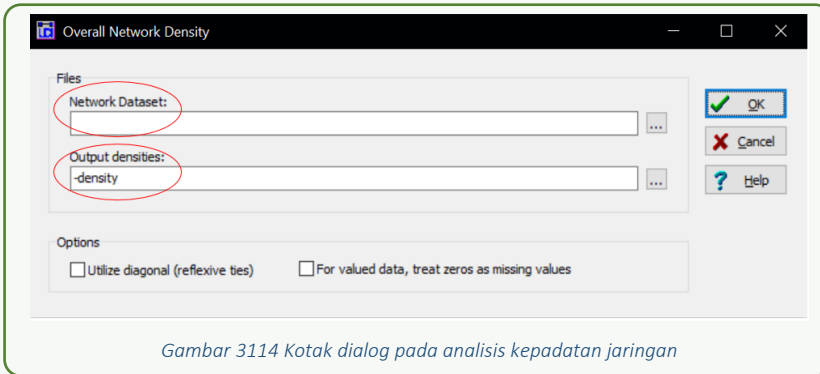 Overall Network Density
Files
Network Dataset:
...
OK
Output densities:
-density
...
Cancel
Help
Options
Utilize diagonal (reflexive ties)
For valued data, treat zeros as missing values
Gambar 3114 Kotak dialog pada analisis kepadatan jaringan